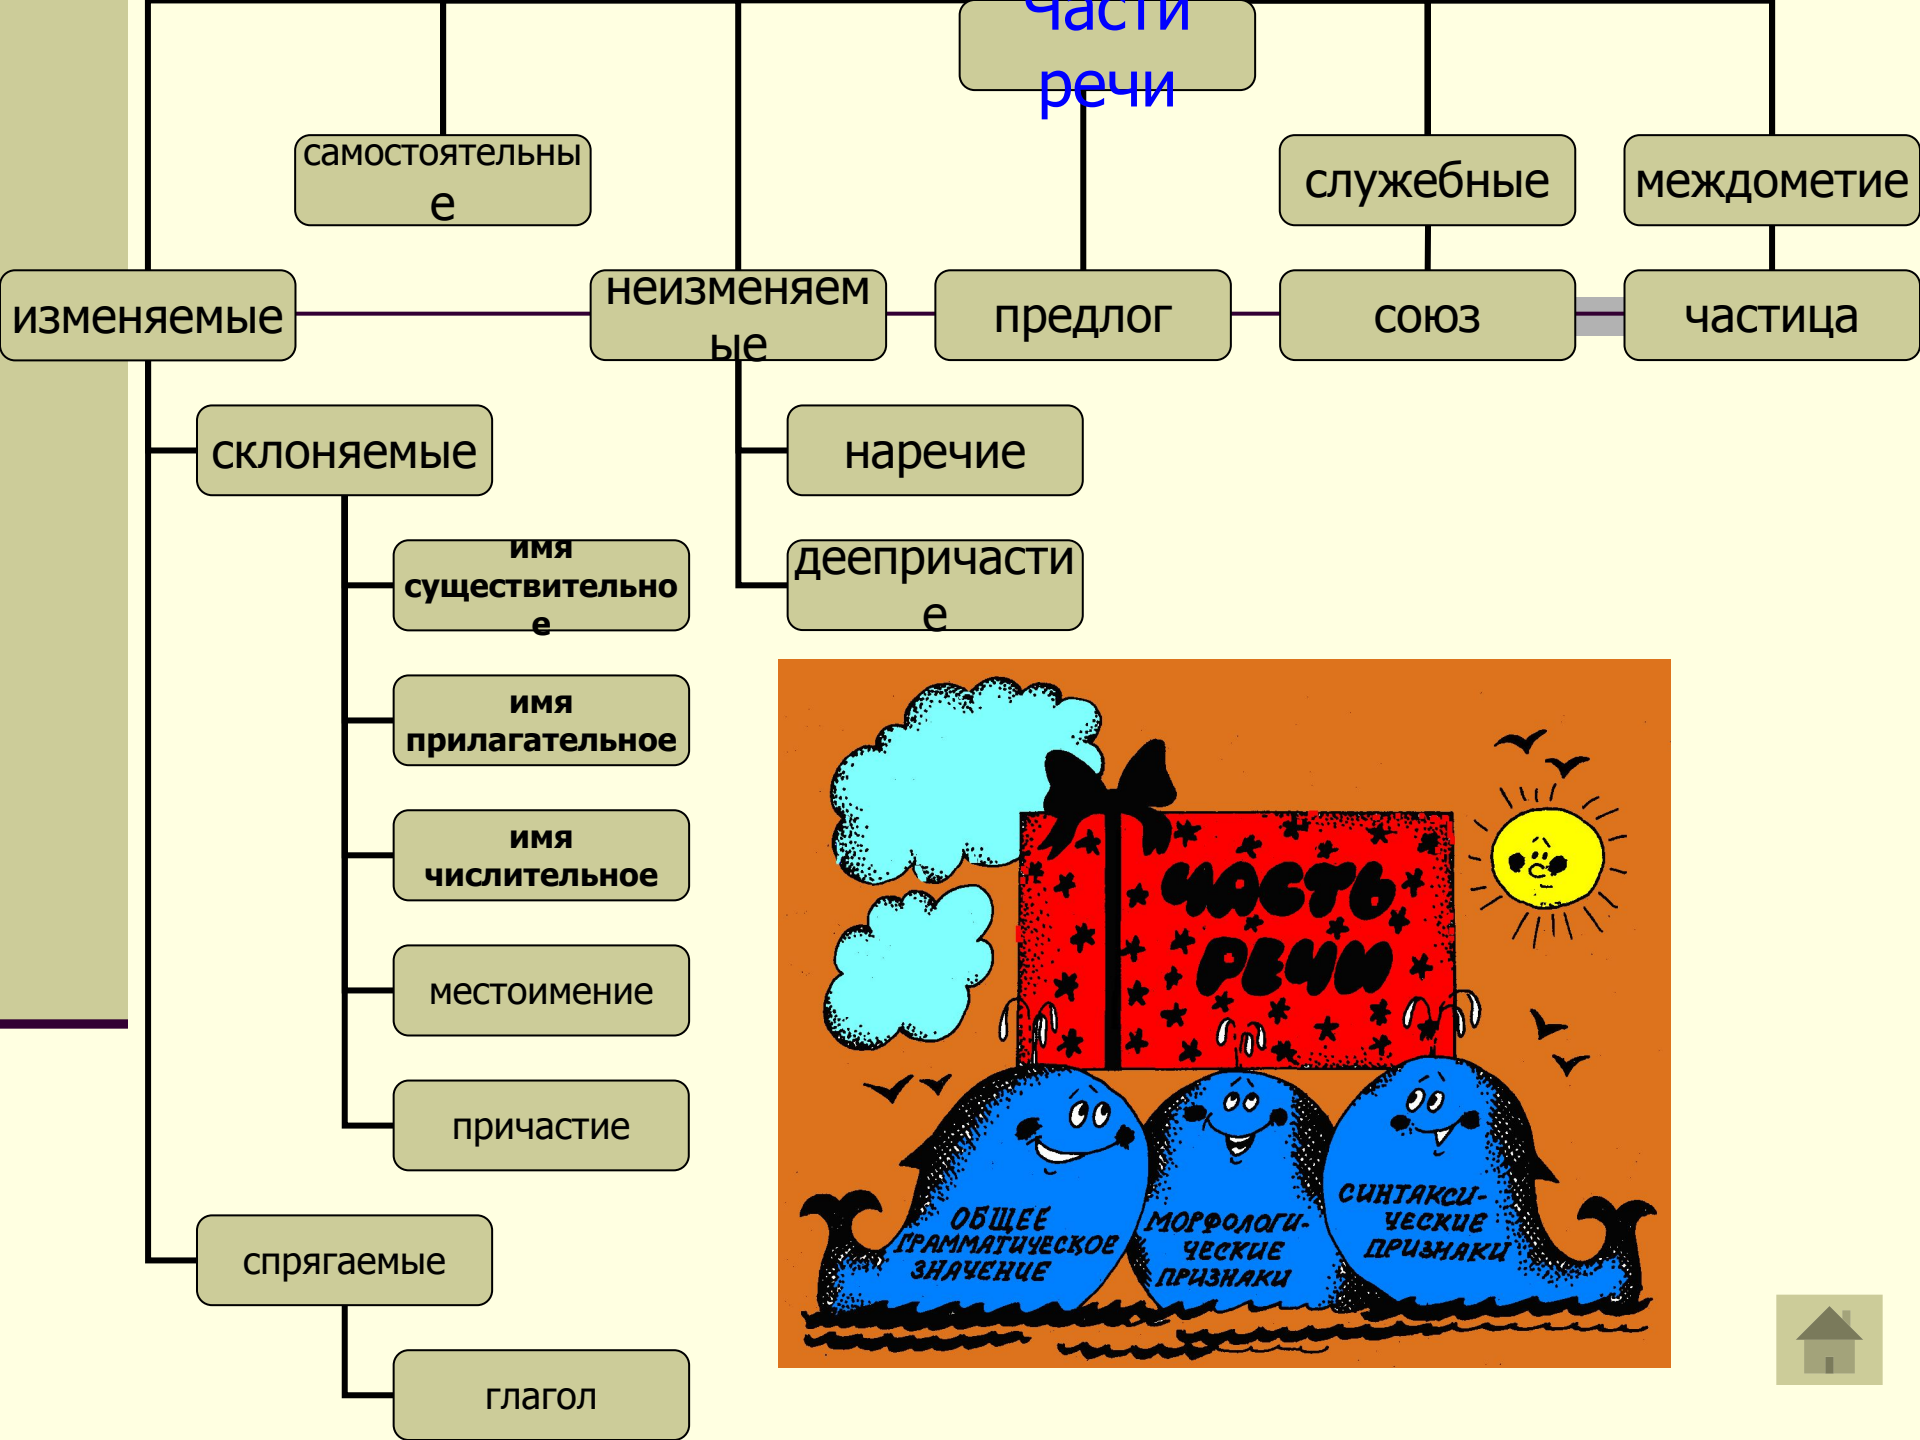 Части
речи
самостоятельны
е
служебные
междометие
изменяемые
неизменяем
ые
предлог
союз
частица
склоняемые
наречие
имя
существительно
е
деепричасти
е
имя
прилагательное
имя
числительное
местоимение
причастие
спрягаемые
глагол
ЧАСТЬ
РЕЧИ
ОБЩЕЕ
ГРАММАТИЧЕСКОЕ
ЗНАЧЕНИЕ
МОРФОЛОГИ-
ЧЕСКИЕ
ПРИЗНАКИ
СИНТАКСИ-
ЧЕСКИЕ
ПРИЗНАКИ